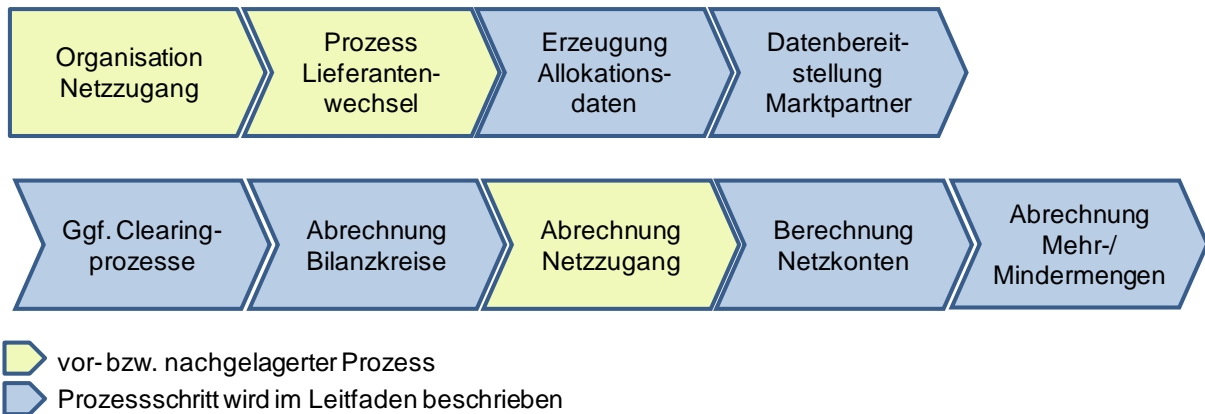 Organisation
Netzzugang
Prozess
Lieferanten-
wechsel
Erzeugung
Allokations-
daten
Datenbereit-
stellung
Marktpartner
Ggf. Clearing-
prozesse
Abrechnung
Bilanzkreise
Abrechnung
Netzzugang
Berechnung
Netzkonten
Abrechnung
Mehr-/
Mindermengen
vor- bzw. nachgelagerter Prozess
Prozessschritt wird im Leitfaden beschrieben